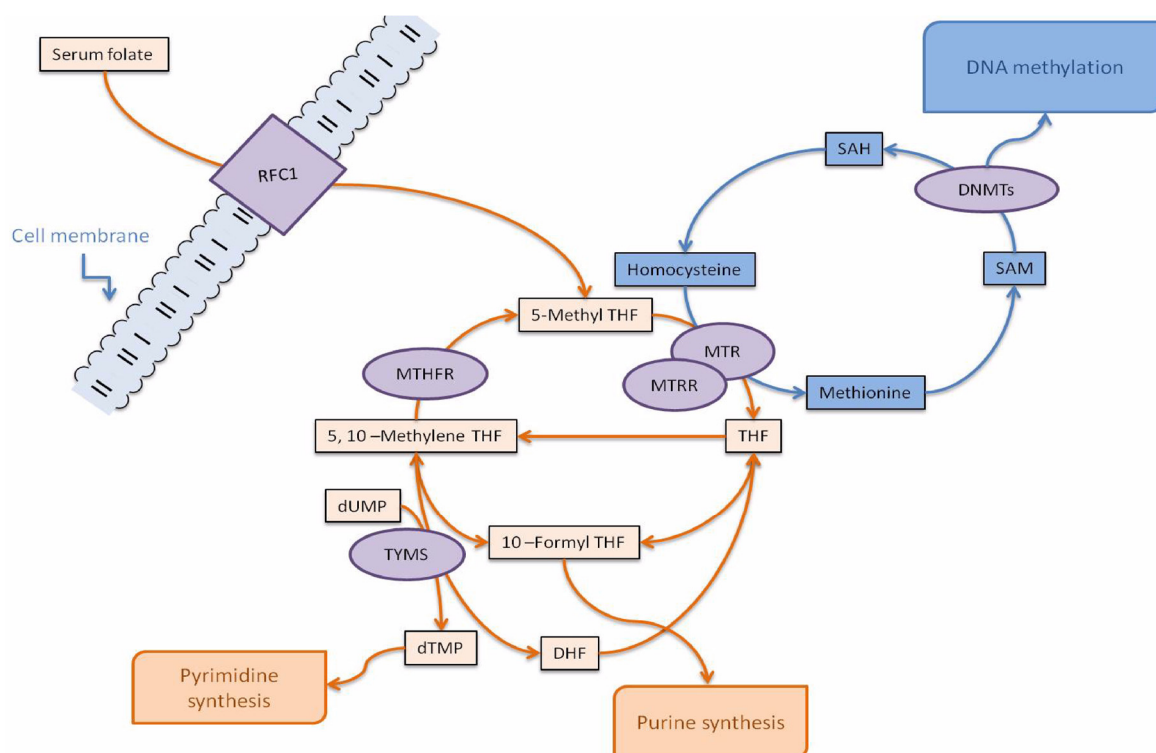 Serum folate
DNA methylation
SAH
RFC1
DNMTs
Cell membrane
Homocysteine
SAM
5-Methyl THF
MTR
MTHFR
MTRR
Methionine
5, 10 –Methylene THF
THF
dUMP
10 –Formyl THF
TYMS
dTMP
DHF
Pyrimidine
synthesis
Purine synthesis